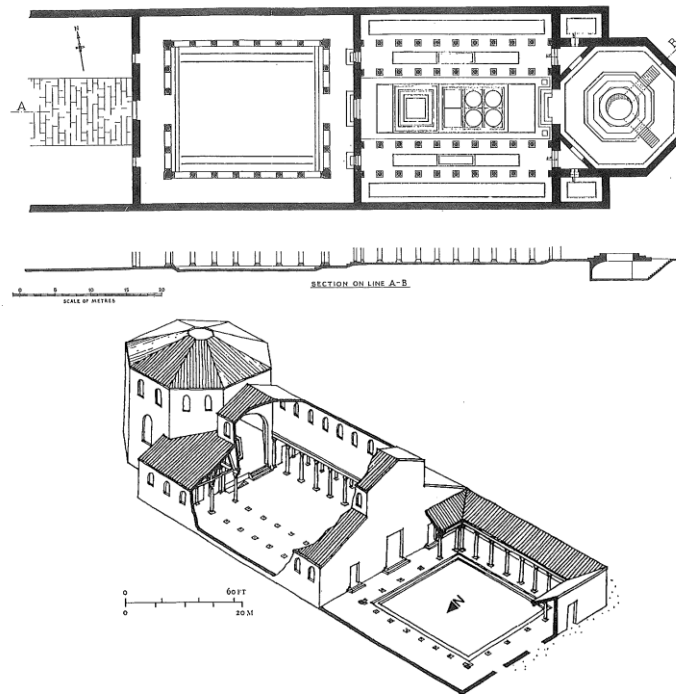 N
A
B
SECTION ON LINE A-B
0 5 10 15 20
SCALE OF METRES
0 60 FT
0 20 M
N